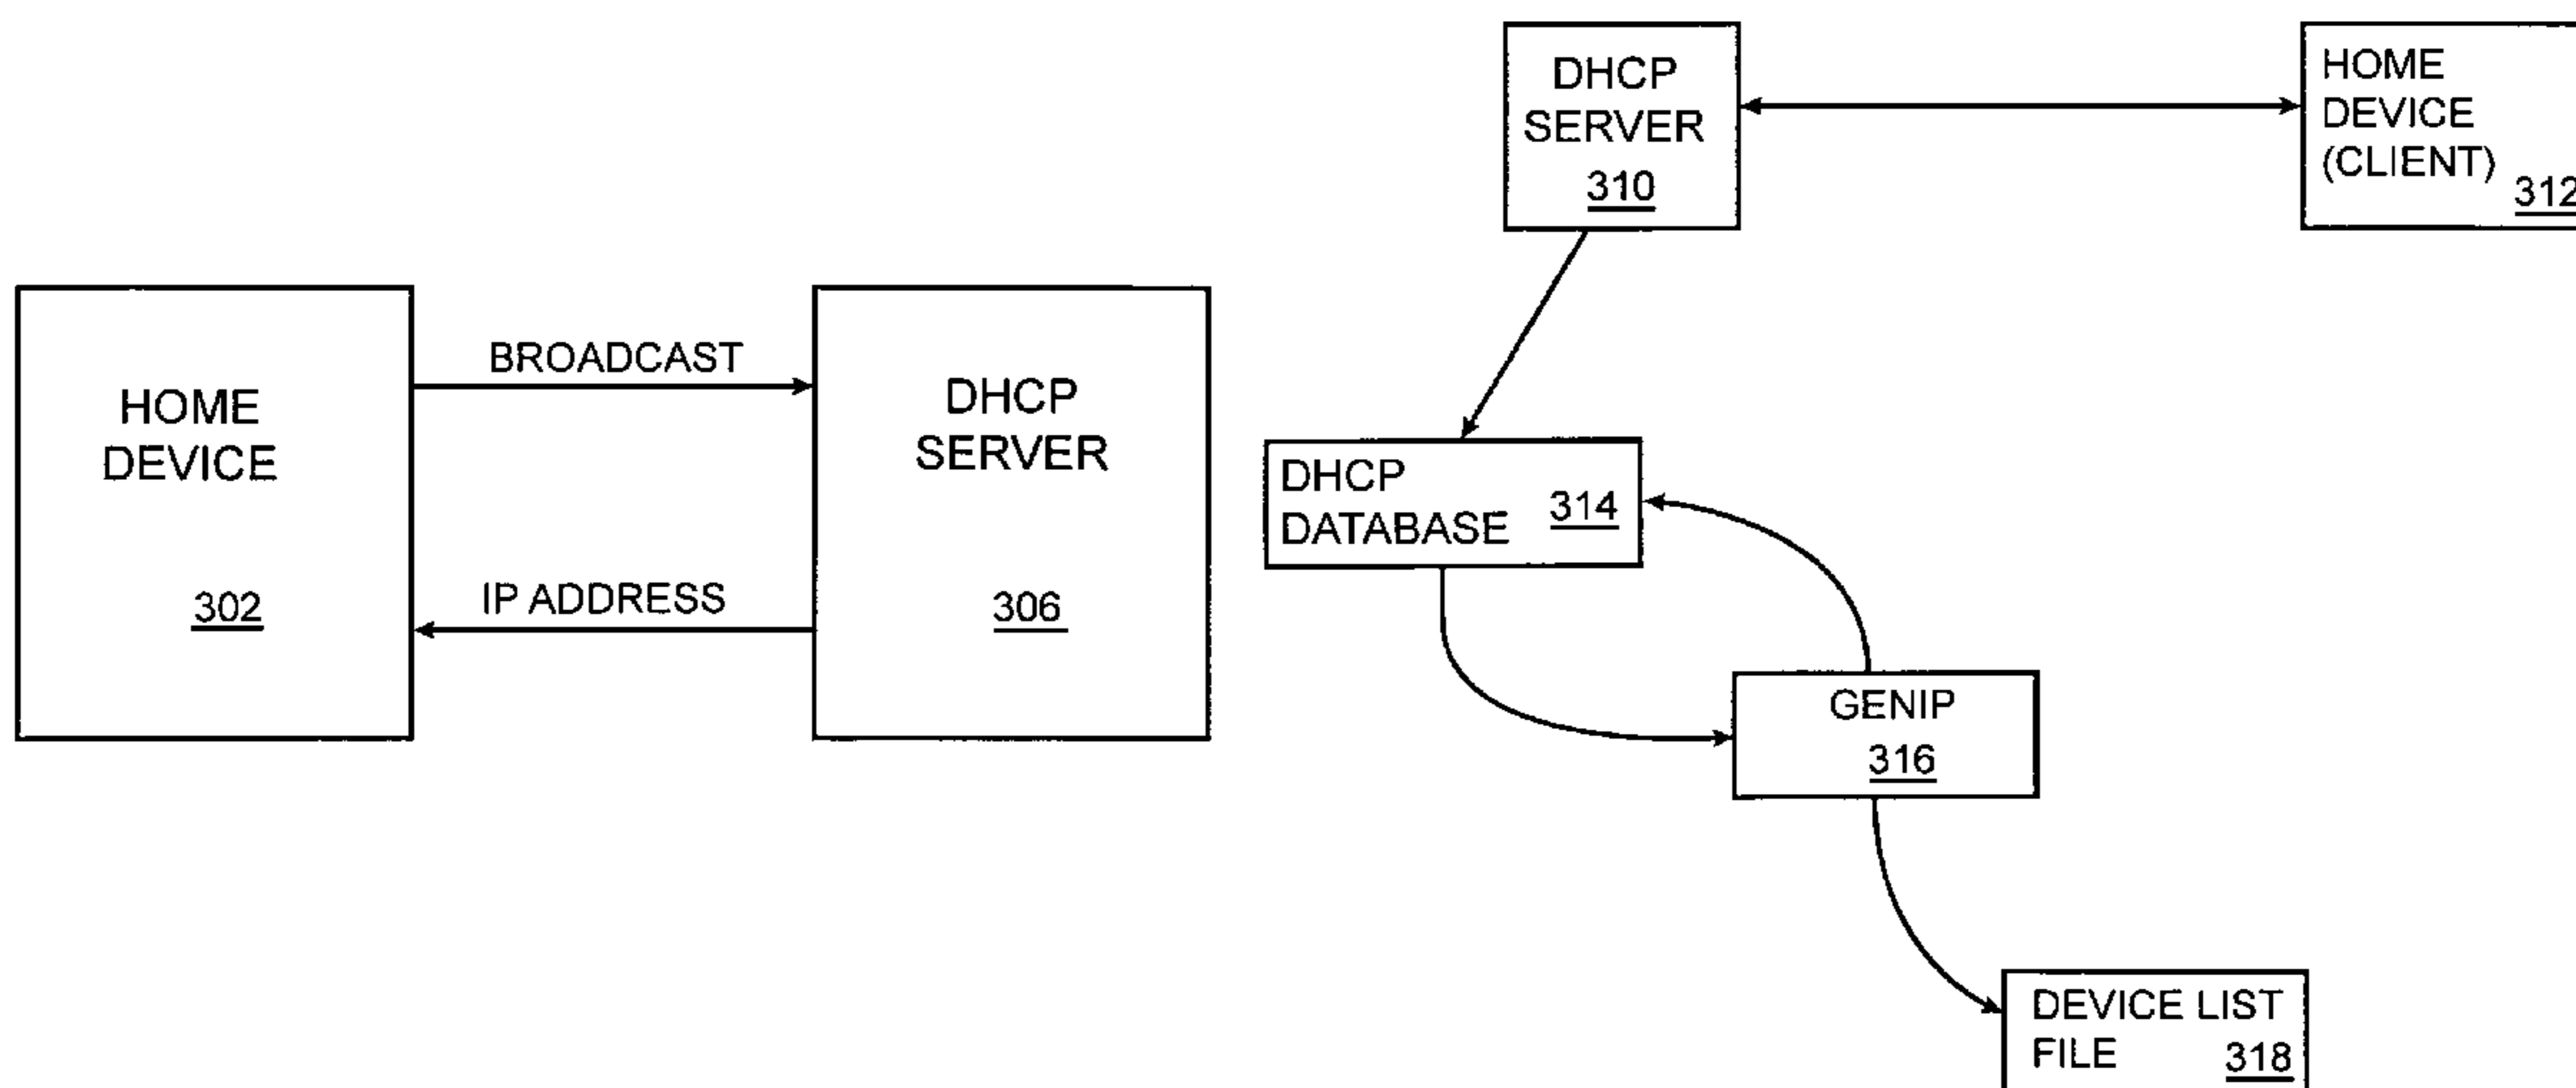 HOME
DEVICE
302
BROADCAST
IP ADDRESS
DHCP
SERVER
306
DHCP
SERVER
310
HOME
DEVICE
(CLIENT)
312
DHCP
DATABASE 314
GENIP
316
DEVICE LIST
FILE 318